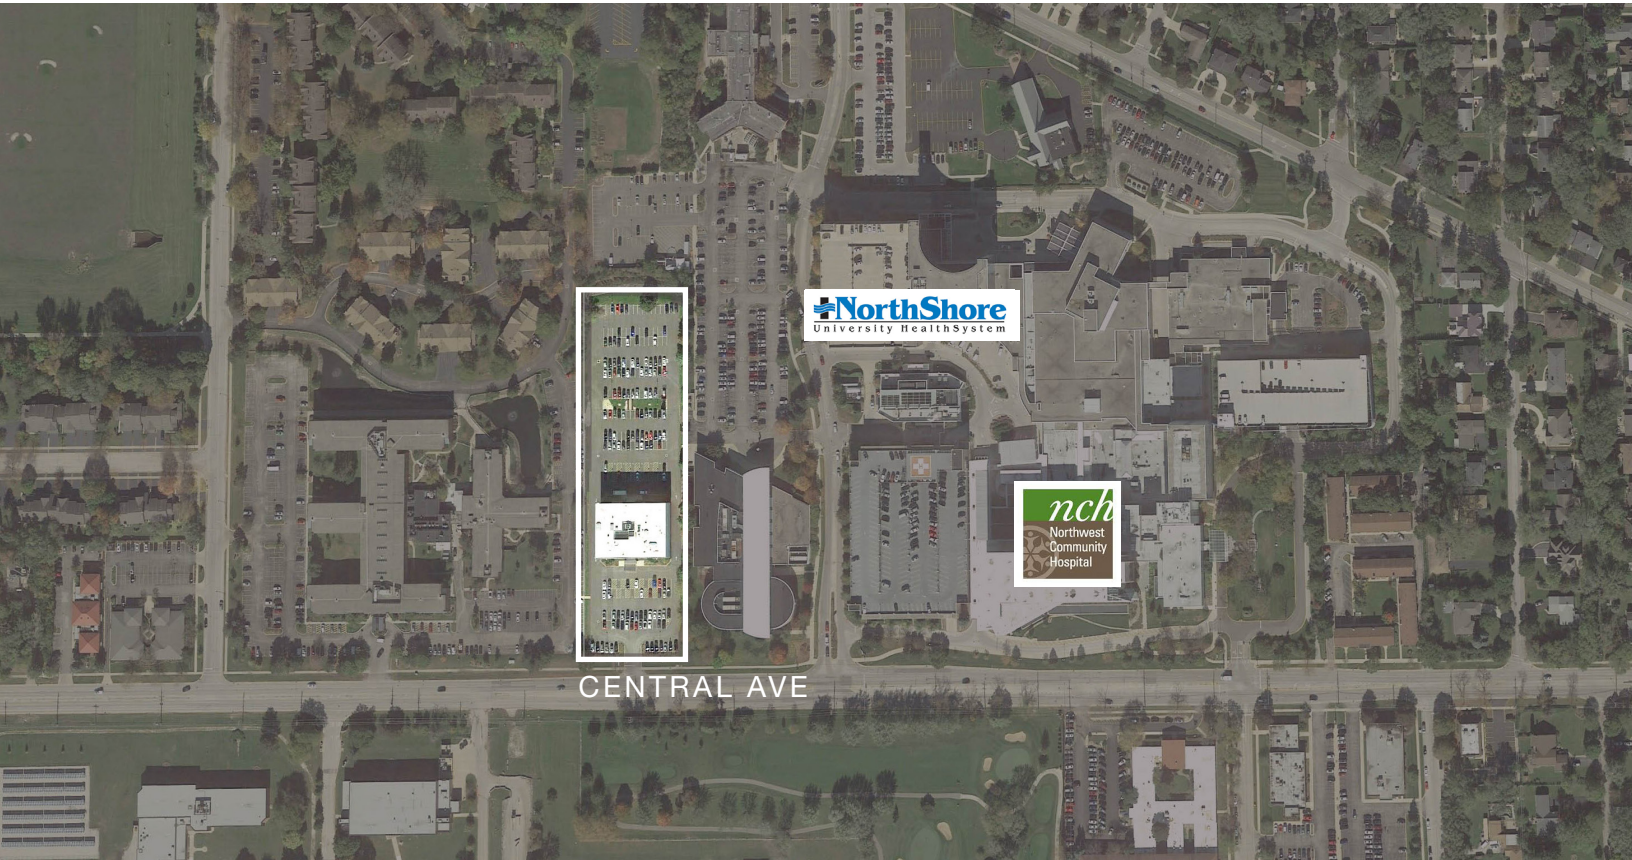 NorthShore
University HealthSystem
nch
Northwest
Community
Hospital
CENTRAL AVE